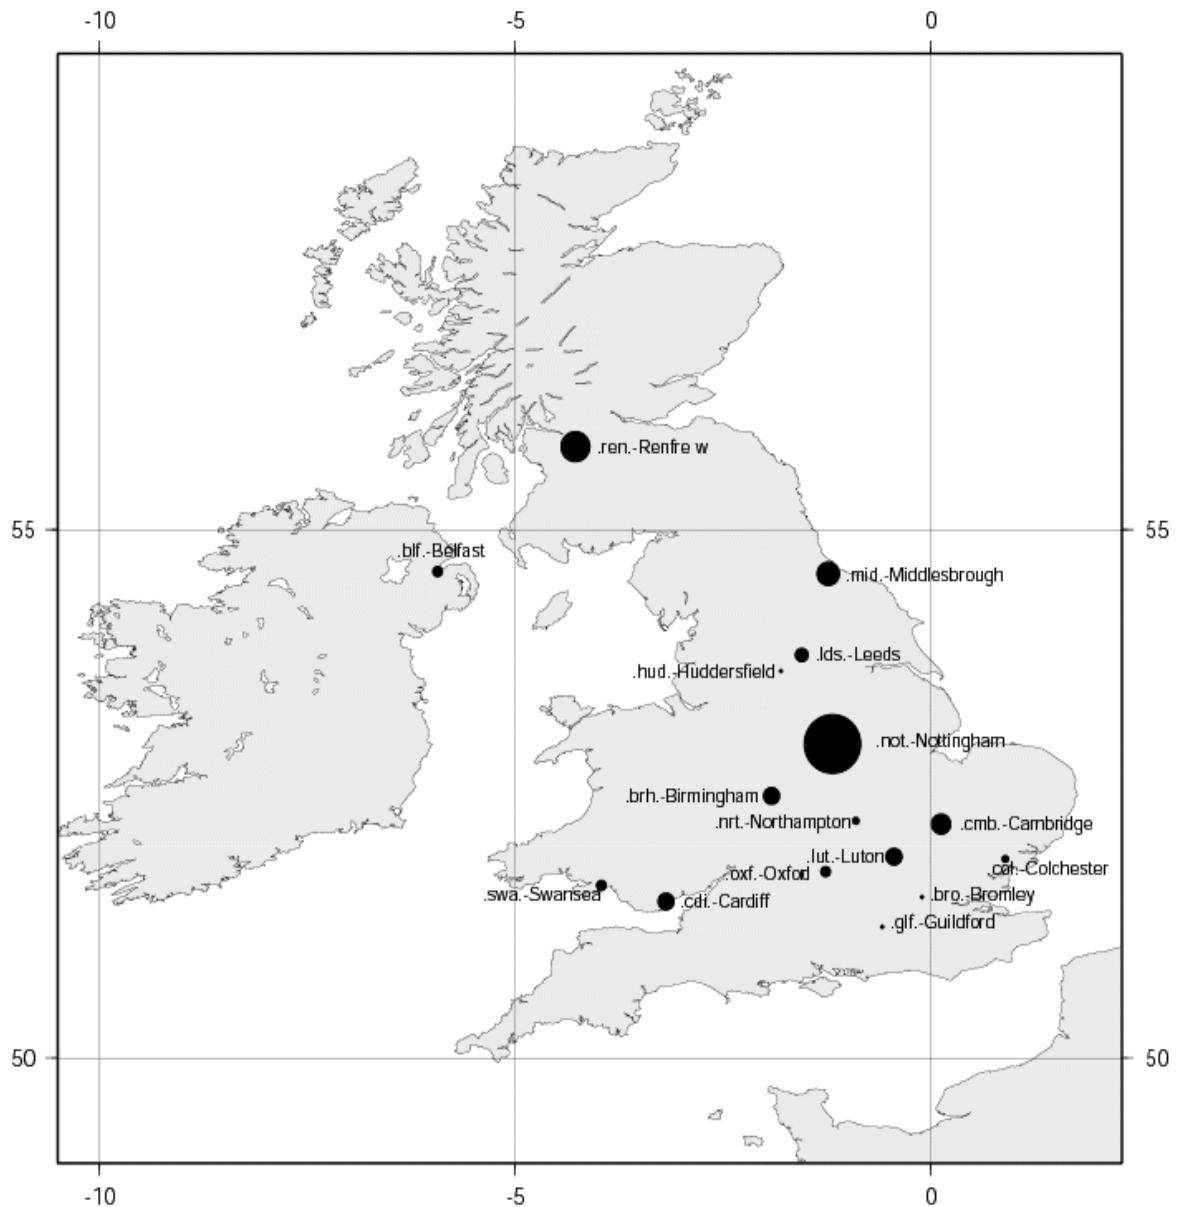 -10 -5 0
.ren.-Renfre w
55 55
.blf.-Belfast
.mid.-Middlesbrough
.lds.-Leeds
.hud.-Huddersfield
.not.-Nottingham
.brh.-Birmingham
.nrt.-Northampton
.cmb.-Cambridge
.lut.-Luton
.col.-Colchester
.oxf.-Oxford
.swa.-Swansea
.cdi.-Cardiff
.bro.-Bromley
.glf.-Guildford
50 50
-10 -5 0